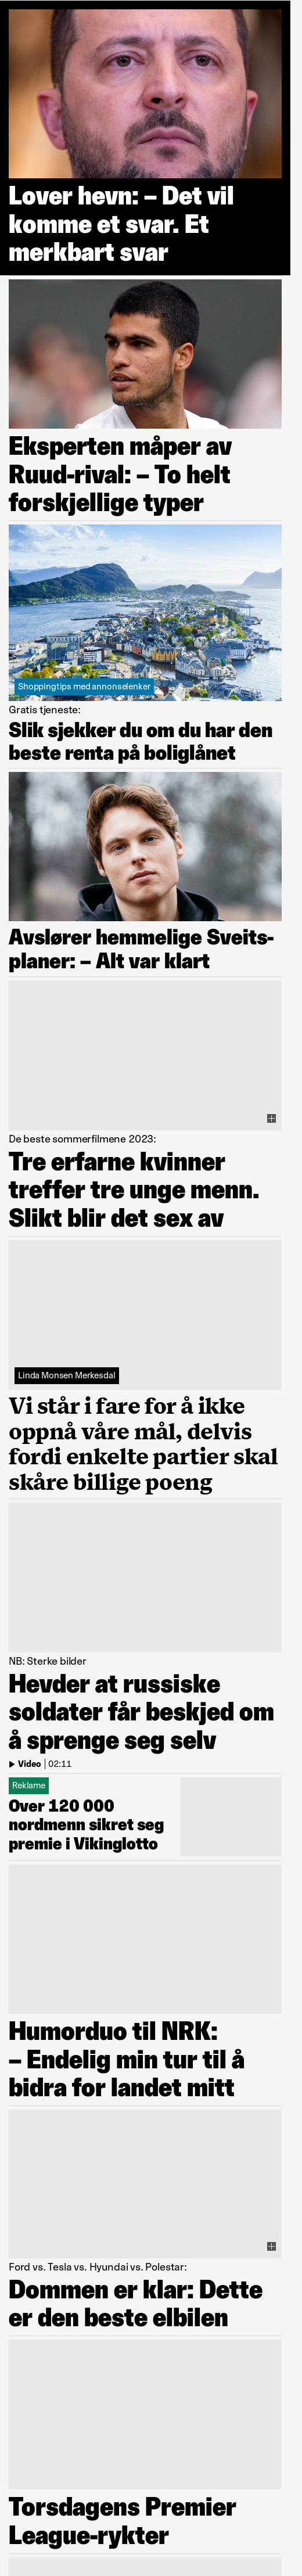 Lover hevn: – Det vil
komme et svar. Et
merkbart svar
Eksperten måper av
Ruud-rival: – To helt
forskjellige typer
Shoppingtips med annonselenker
Gratis tjeneste:
Slik sjekker du om du har den
beste renta på boliglånet
Avslører hemmelige Sveits-
planer: – Alt var klart
De beste sommerfilmene 2023:
Tre erfarne kvinner
treffer tre unge menn.
Slikt blir det sex av
Linda Monsen Merkesdal
Vi står i fare for å ikke
oppnå våre mål, delvis
fordi enkelte partier skal
skåre billige poeng
NB: Sterke bilder
Hevder at russiske
soldater får beskjed om
å sprenge seg selv
Video | 02:11
Reklame
Over 120 000
nordmenn sikret seg
premie i Vikinglotto
Humorduo til NRK:
– Endelig min tur til å
bidra for landet mitt
Ford vs. Tesla vs. Hyundai vs. Polestar:
Dommen er klar: Dette
er den beste elbilen
Torsdagens Premier
League-rykter